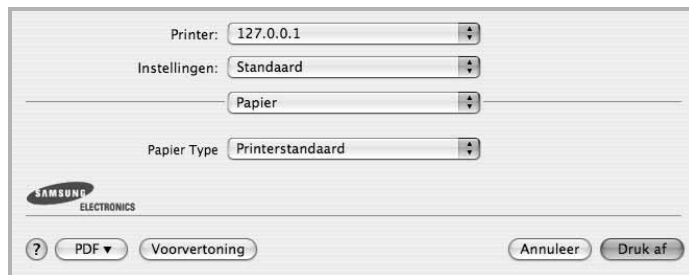 Printer: 127.0.0.1
Instellingen: Standaard
Papier
Papier Type Printerstandaard
SAMSUNG
ELECTRONICS
? PDF ▼ Voorvertoning Annuleer Druk af